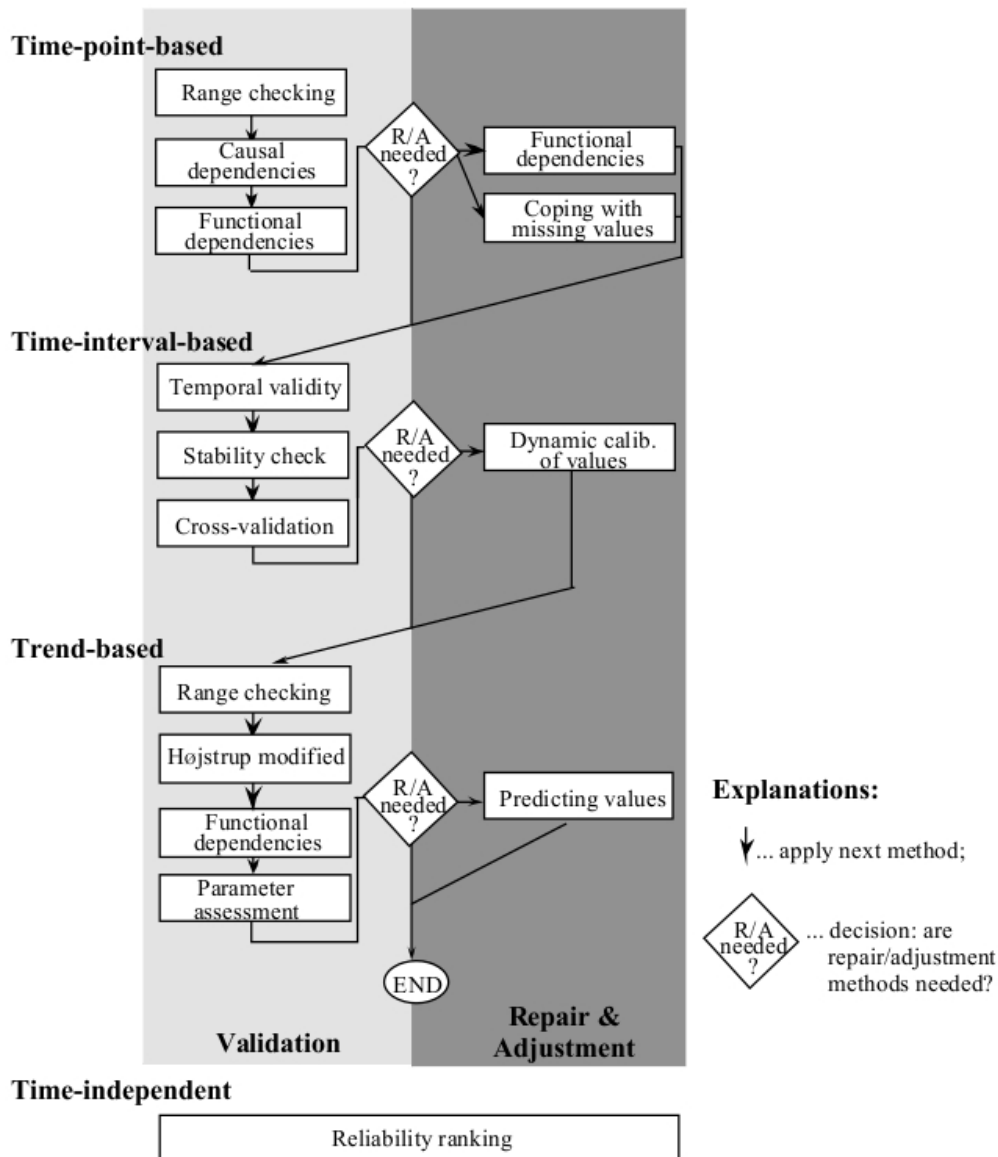 Time-point-based
Range checking
Causal
dependencies
Functional
dependencies
R/A
needed
?
Functional
dependencies
Coping with
missing values
Time-interval-based
Temporal validity
Stability check
Cross-validation
R/A
needed
?
Dynamic calib.
of values
Trend-based
Range checking
Højstrup modified
Functional
dependencies
Parameter
assessment
R/A
needed
?
Predicting values
END
Validation
Repair &
Adjustment
Explanations:
... apply next method;
R/A
needed
?
... decision: are
repair/adjustment
methods needed?
Time-independent
Reliability ranking